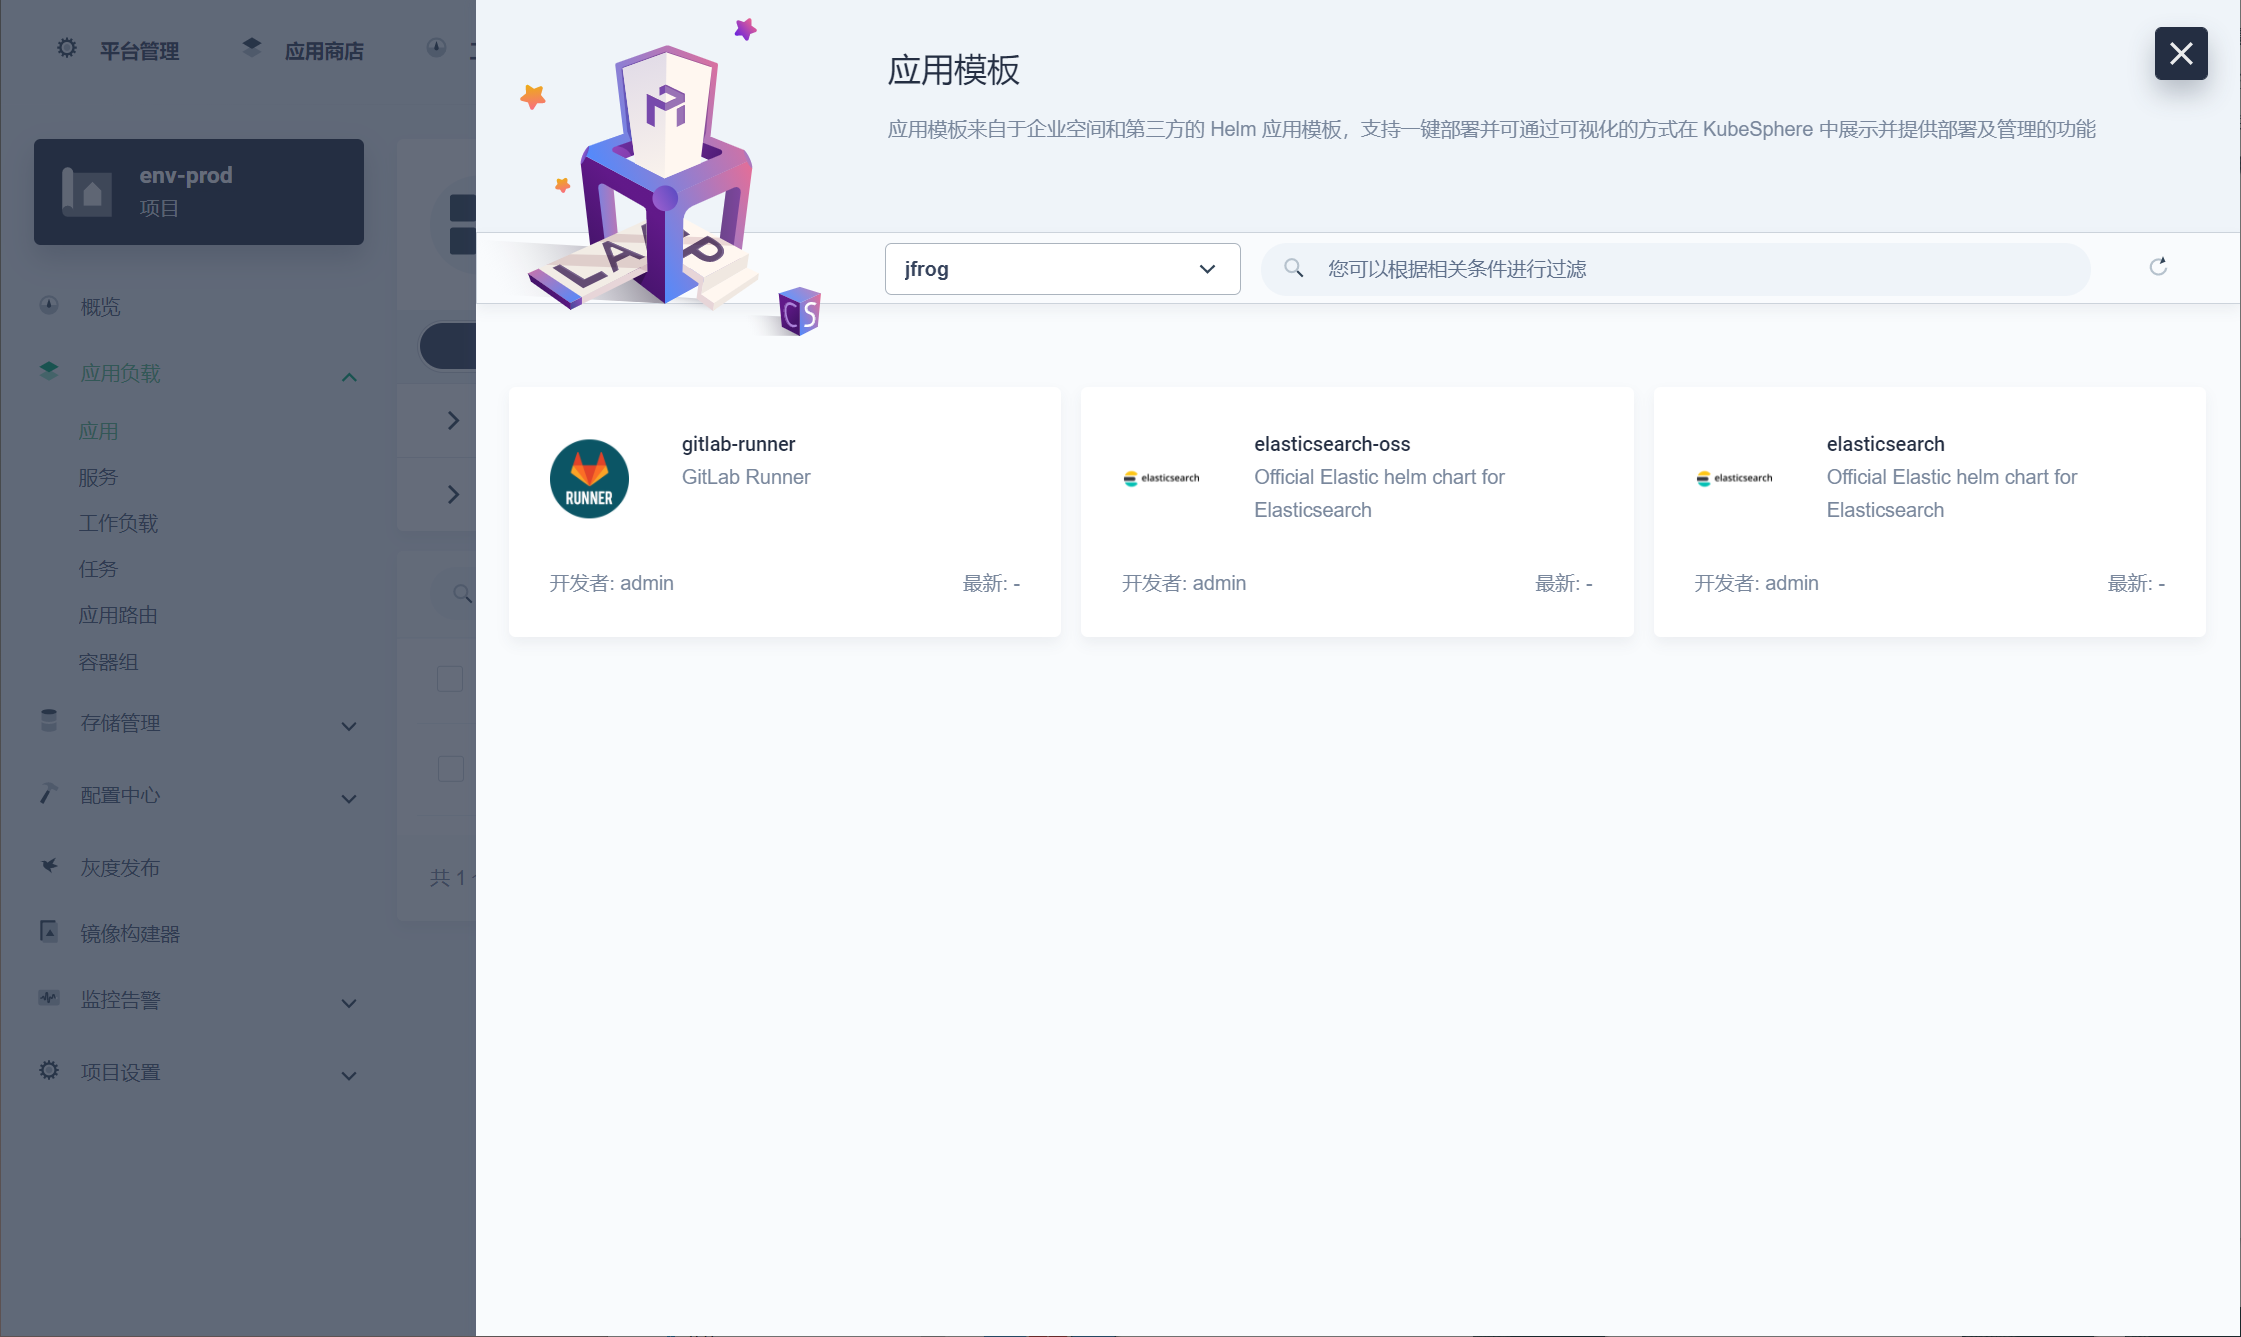 平台管理
应用商店
env-prod
项目
概览
应用负载
应用
服务
工作负载
任务
应用路由
容器组
存储管理
配置中心
灰度发布
镜像构建器
监控告警
项目设置
共 1
应用模板
应用模板来自于企业空间和第三方的 Helm 应用模板，支持一键部署并可通过可视化的方式在 KubeSphere 中展示并提供部署及管理的功能
jfrog
您可以根据相关条件进行过滤
RUNNER
gitlab-runner
GitLab Runner
开发者: admin
最新: -
elasticsearch
elasticsearch-oss
Official Elastic helm chart for
Elasticsearch
开发者: admin
最新: -
elasticsearch
elasticsearch
Official Elastic helm chart for
Elasticsearch
开发者: admin
最新: -
CS